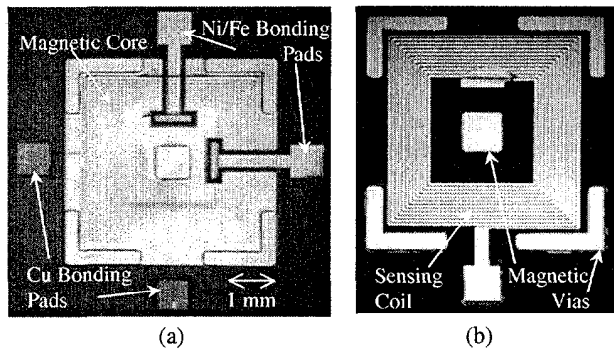 Magnetic Core
Ni/Fe Bonding
Pads
Cu Bonding
Pads
1 mm
(a)
Sensing
Coil
Magnetic
Vias
(b)